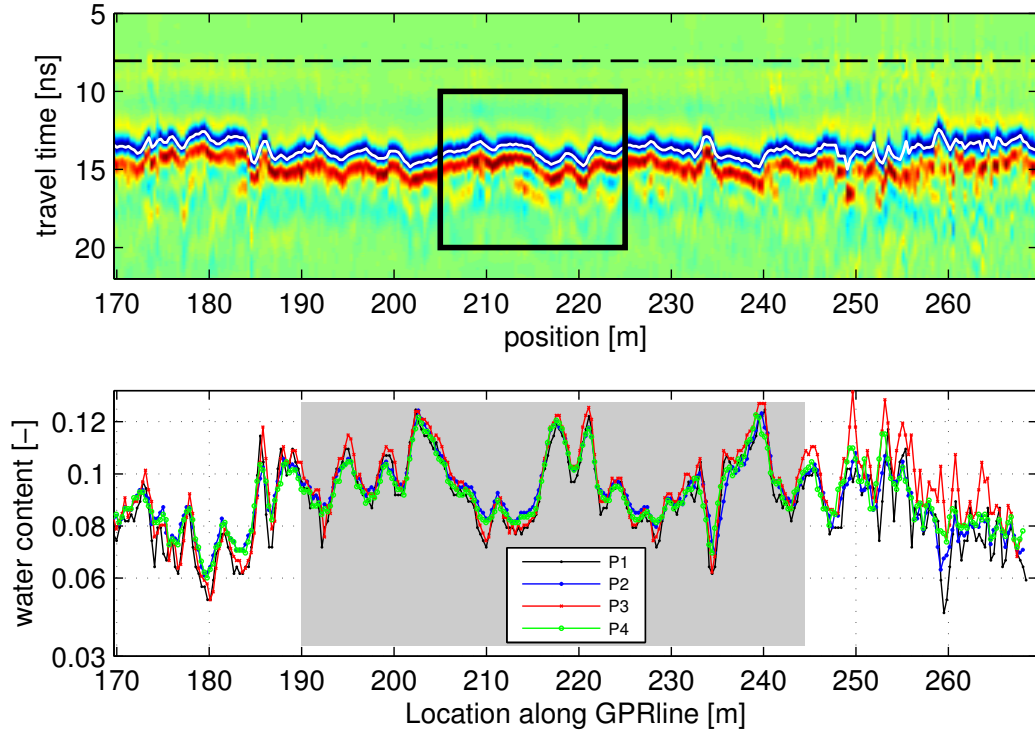 5
10
15
20
travel time [ns]
170 180 190 200 210 220 230 240 250 260
position [m]
0.12
0.1
0.08
0.06
0.03
water content [−]
P1
P2
P3
P4
170 180 190 200 210 220 230 240 250 260
Location along GPRline [m]